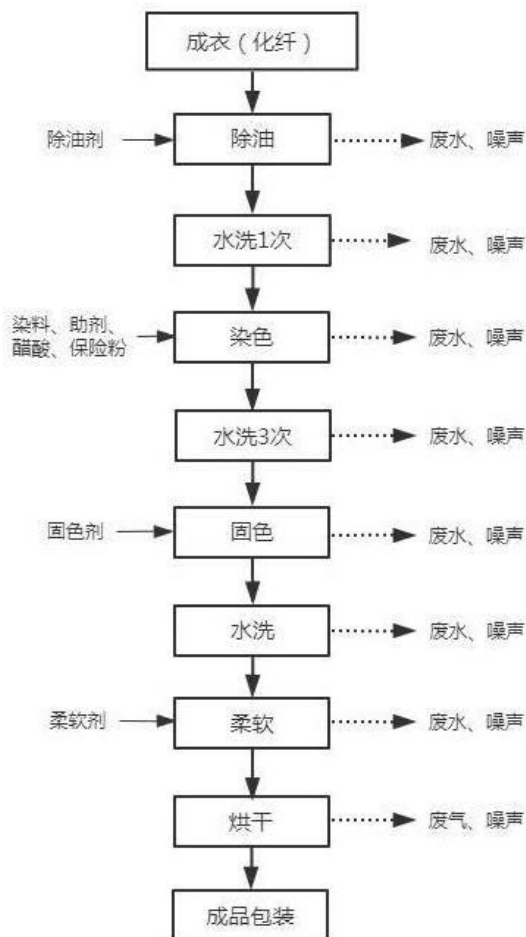 成衣（化纤）
除油剂
除油
废水、噪声
水洗1次
废水、噪声
染料、助剂、
醋酸、保险粉
染色
废水、噪声
水洗3次
废水、噪声
固色剂
固色
废水、噪声
水洗
废水、噪声
柔软剂
柔软
废水、噪声
烘干
废气、噪声
成品包装